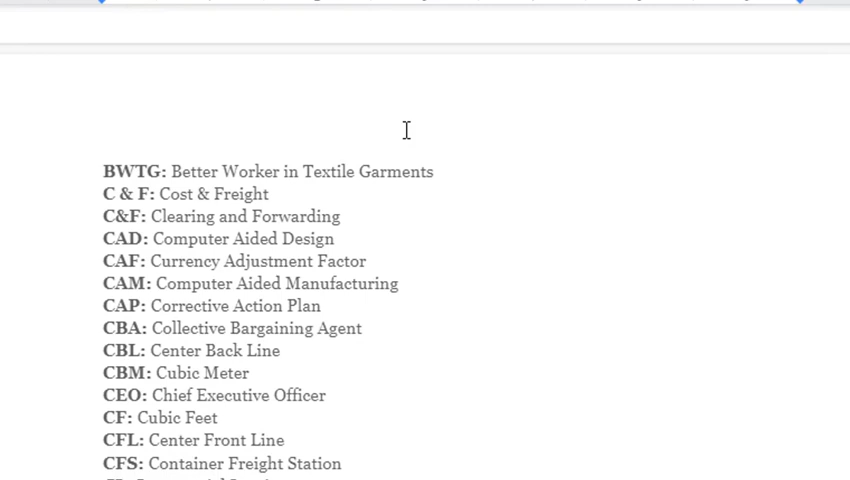 BWTG: Better Worker in Textile Garments
C & F: Cost & Freight
C&F: Clearing and Forwarding
CAD: Computer Aided Design
CAF: Currency Adjustment Factor
CAM: Computer Aided Manufacturing
CAP: Corrective Action Plan
CBA: Collective Bargaining Agent
CBL: Center Back Line
CBM: Cubic Meter
CEO: Chief Executive Officer
CF: Cubic Feet
CFL: Center Front Line
CFS: Container Freight Station